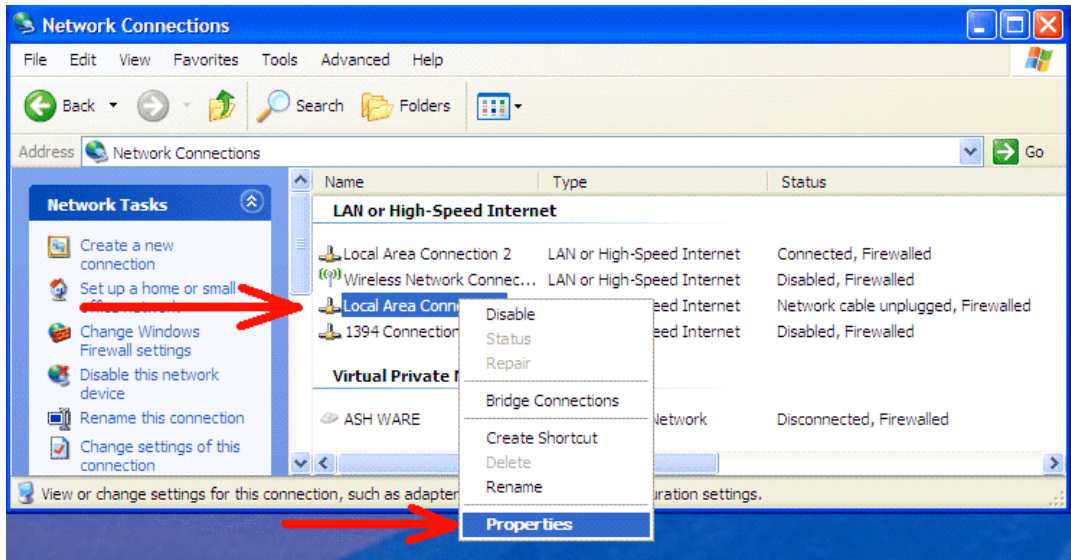 Network Connections
File Edit View Favorites Tools Advanced Help
Back Search Folders
Address Network Connections Go
Name Type Status
Network Tasks
LAN or High-Speed Internet
Create a new
connection
Local Area Connection 2 LAN or High-Speed Internet Connected, Firewalled
Wireless Network Connec... LAN or High-Speed Internet Disabled, Firewalled
Set up a home or small
Local Area Conn eed Internet Network cable unplugged, Firewalled
Change Windows
Firewall settings
1394 Connection eed Internet Disabled, Firewalled
Disable this network
device
Virtual Private
Rename this connection
ASH WARE Network Disconnected, Firewalled
Change settings of this
connection
Disable
Status
Repair
Bridge Connections
Create Shortcut
Delete
Rename
Properties
View or change settings for this connection, such as adapter uration settings.